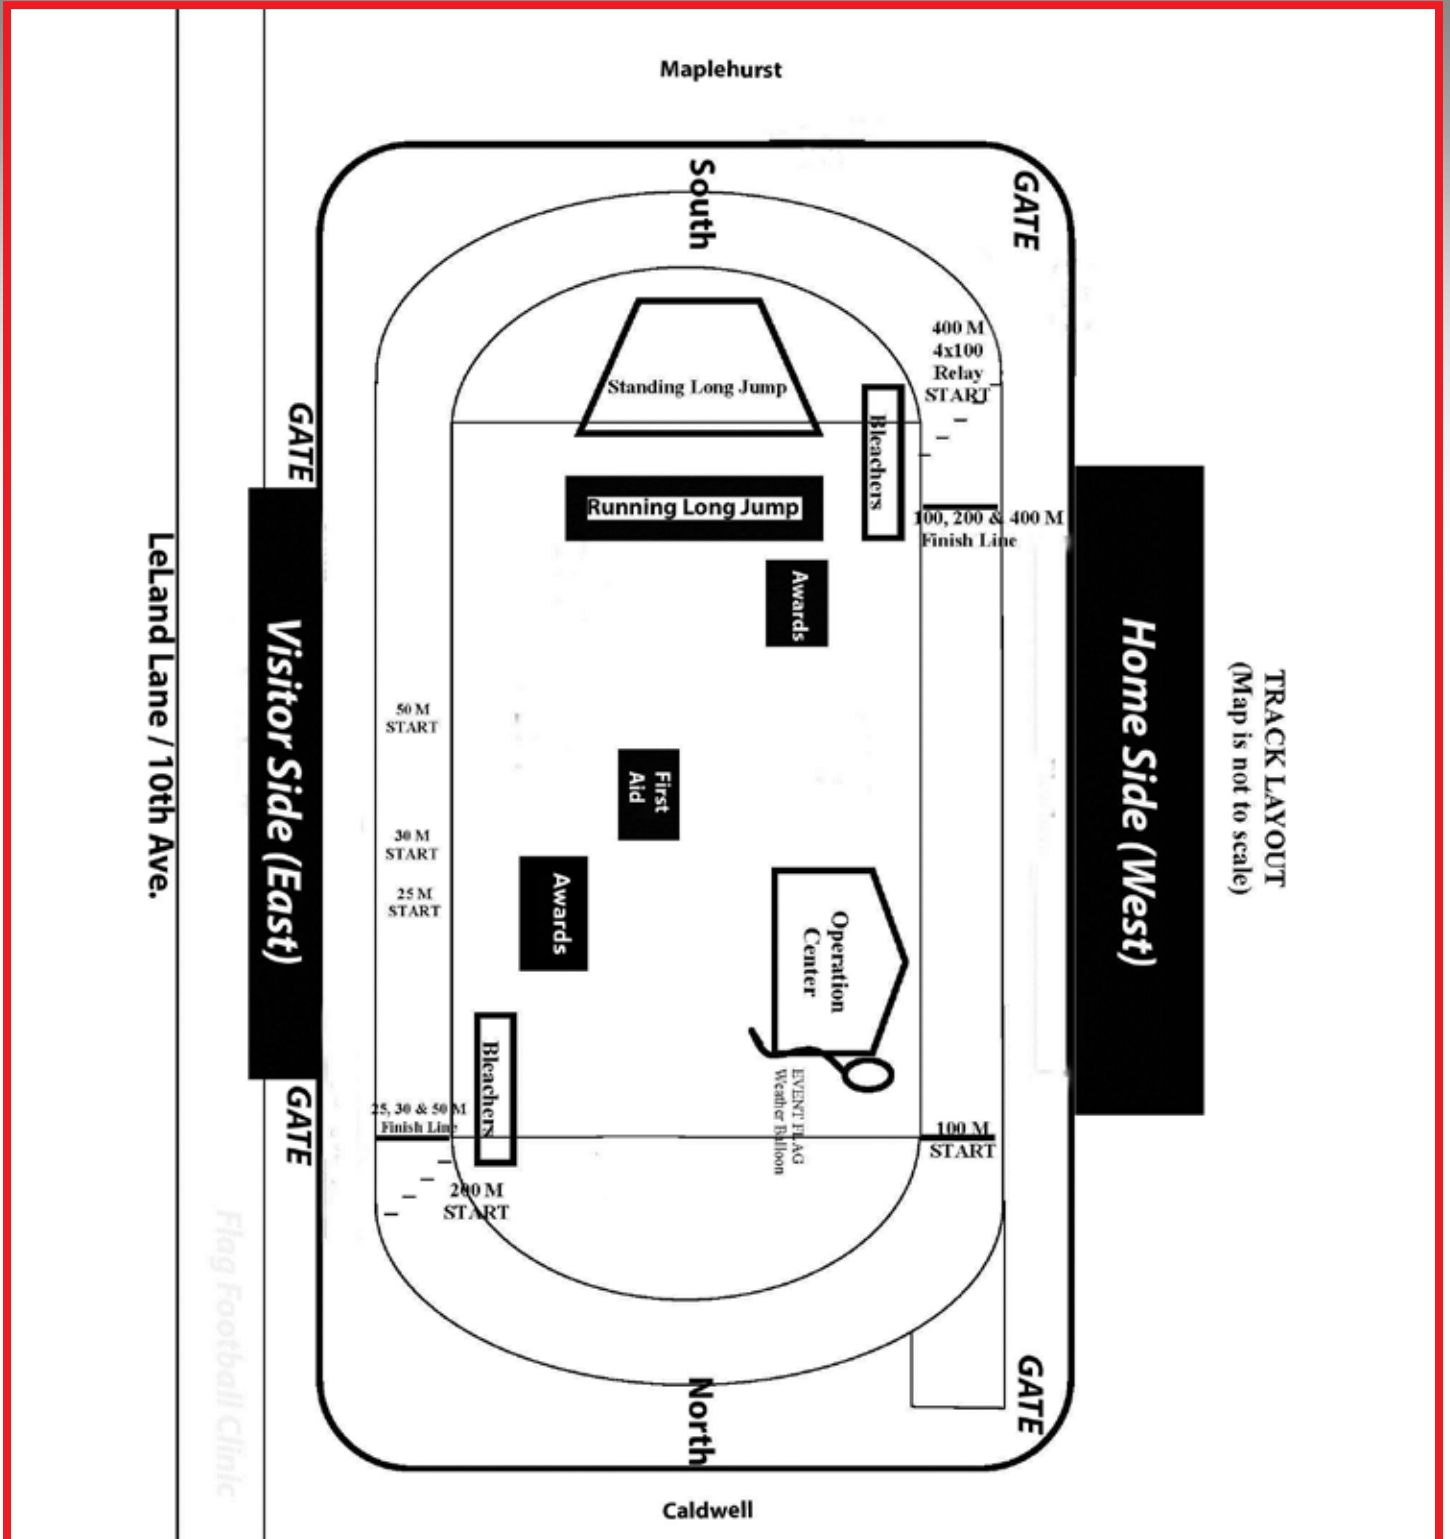 Maplehurst
South
GATE
GATE
400 M
4x100
Relay
START
Standing Long Jump
Bleachers
Running Long Jump
100, 200 & 400 M
Finish Line
Awards
Home Side (West)
TRACK LAYOUT
(Map is not to scale)
LeLand Lane / 10th Ave.
Visitor Side (East)
50 M
START
First
Aid
30 M
START
25 M
START
Awards
Operation
Center
EVENT FLAG
Weather Balloon
Bleachers
GATE
25, 30 & 50 M
Finish Line
100 M
START
200 M
START
Flag Football Clinic
GATE
North
Caldwell